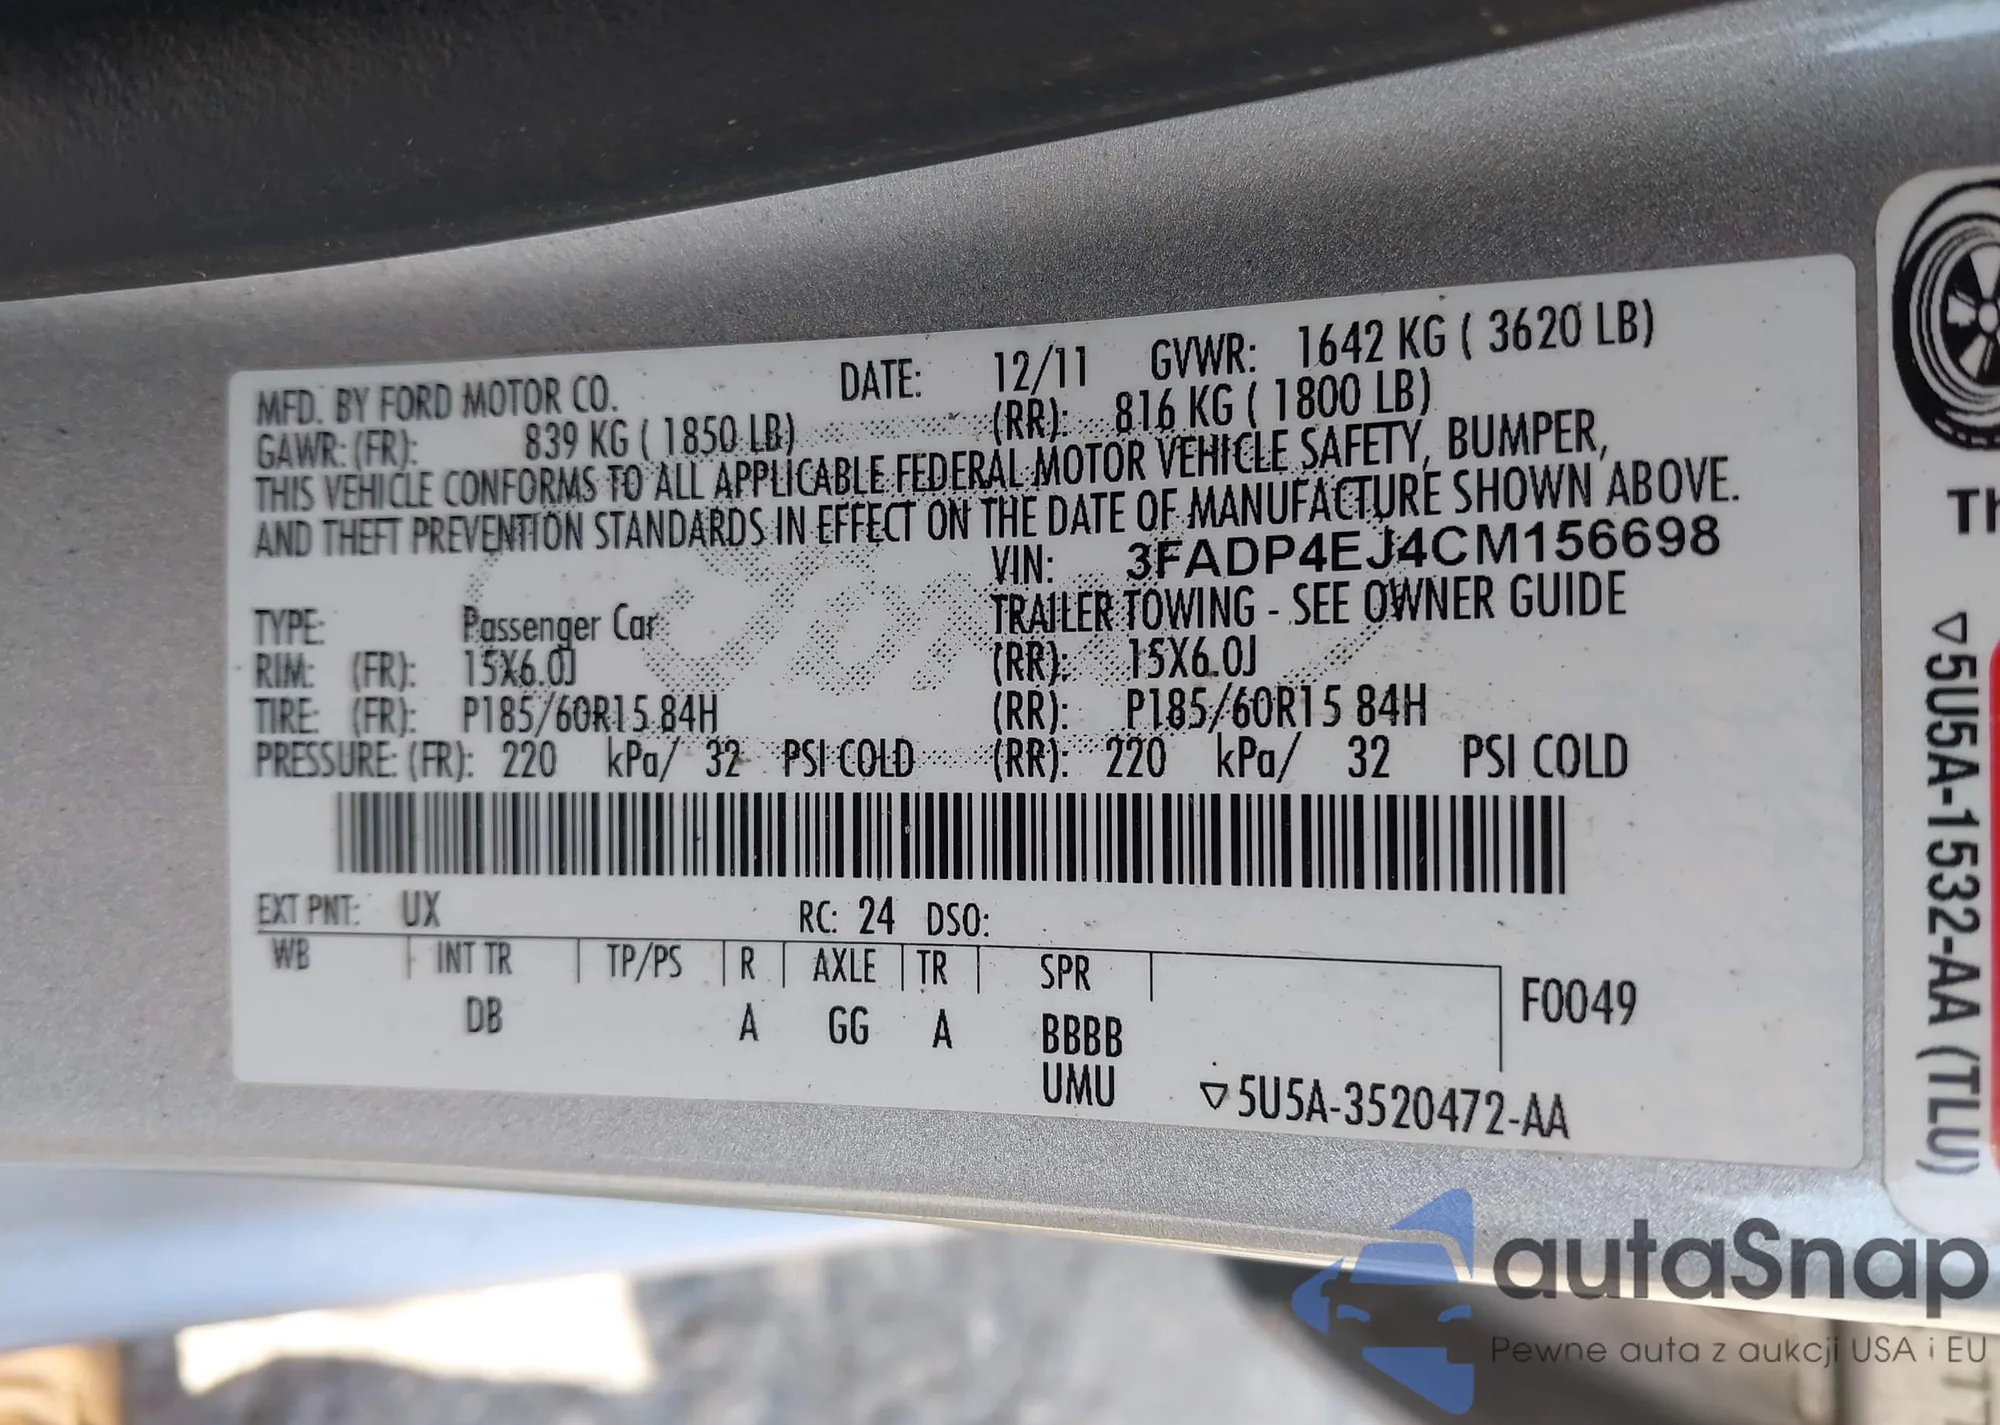 MFD. BY FORD MOTOR CO. DATE: 12/11 GVWR: 1642 KG ( 3620 LB)
GAWR: (FR): 839 KG ( 1850 LB) (RR): 816 KG ( 1800 LB)
THIS VEHICLE CONFORMS TO ALL APPLICABLE FEDERAL MOTOR VEHICLE SAFETY, BUMPER,
AND THEFT PREVENTION STANDARDS IN EFFECT ON THE DATE OF MANUFACTURE SHOWN ABOVE.
VIN: 3FADP4EJ4CM156698
TYPE: Passenger Car TRAILER TOWING - SEE OWNER GUIDE
RIM: (FR): 15X6.0J (RR): 15X6.0J
TIRE: (FR): P185/60R15 84H (RR): P185/60R15 84H
PRESSURE: (FR): 220 kPa/ 32 PSI COLD (RR): 220 kPa/ 32 PSI COLD
EXT PNT: UX RC: 24 DSO:
WB INT TR TP/PS R AXLE TR SPR
F0049
DB A GG A BBBB
UMU
▽5U5A-3520472-AA
▽5U5A-1532-AA (TLU)
autaSnap
Pewne auta z aukcji USA i EU